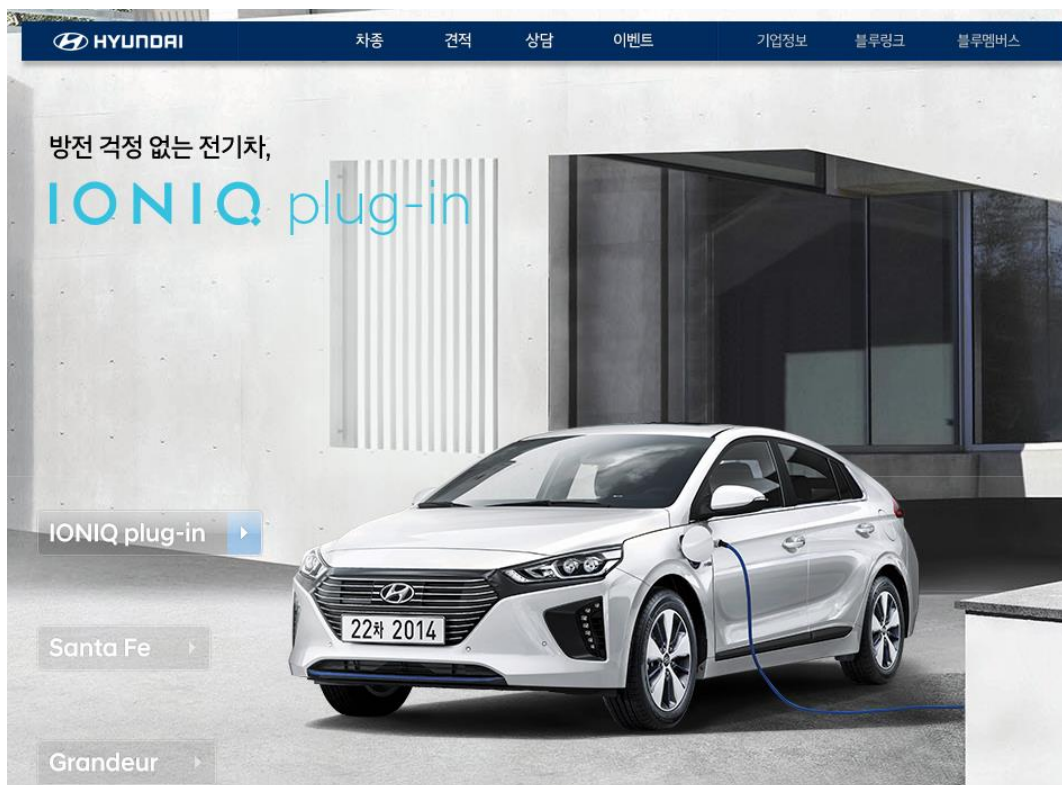 HYUNDAI 차종 견적 상담 이벤트 기업정보 블루링크 블루멤버스
방전 걱정 없는 전기차,
IONIQ plug-in
IONIQ plug-in
22차 2014
Santa Fe
Grandeur